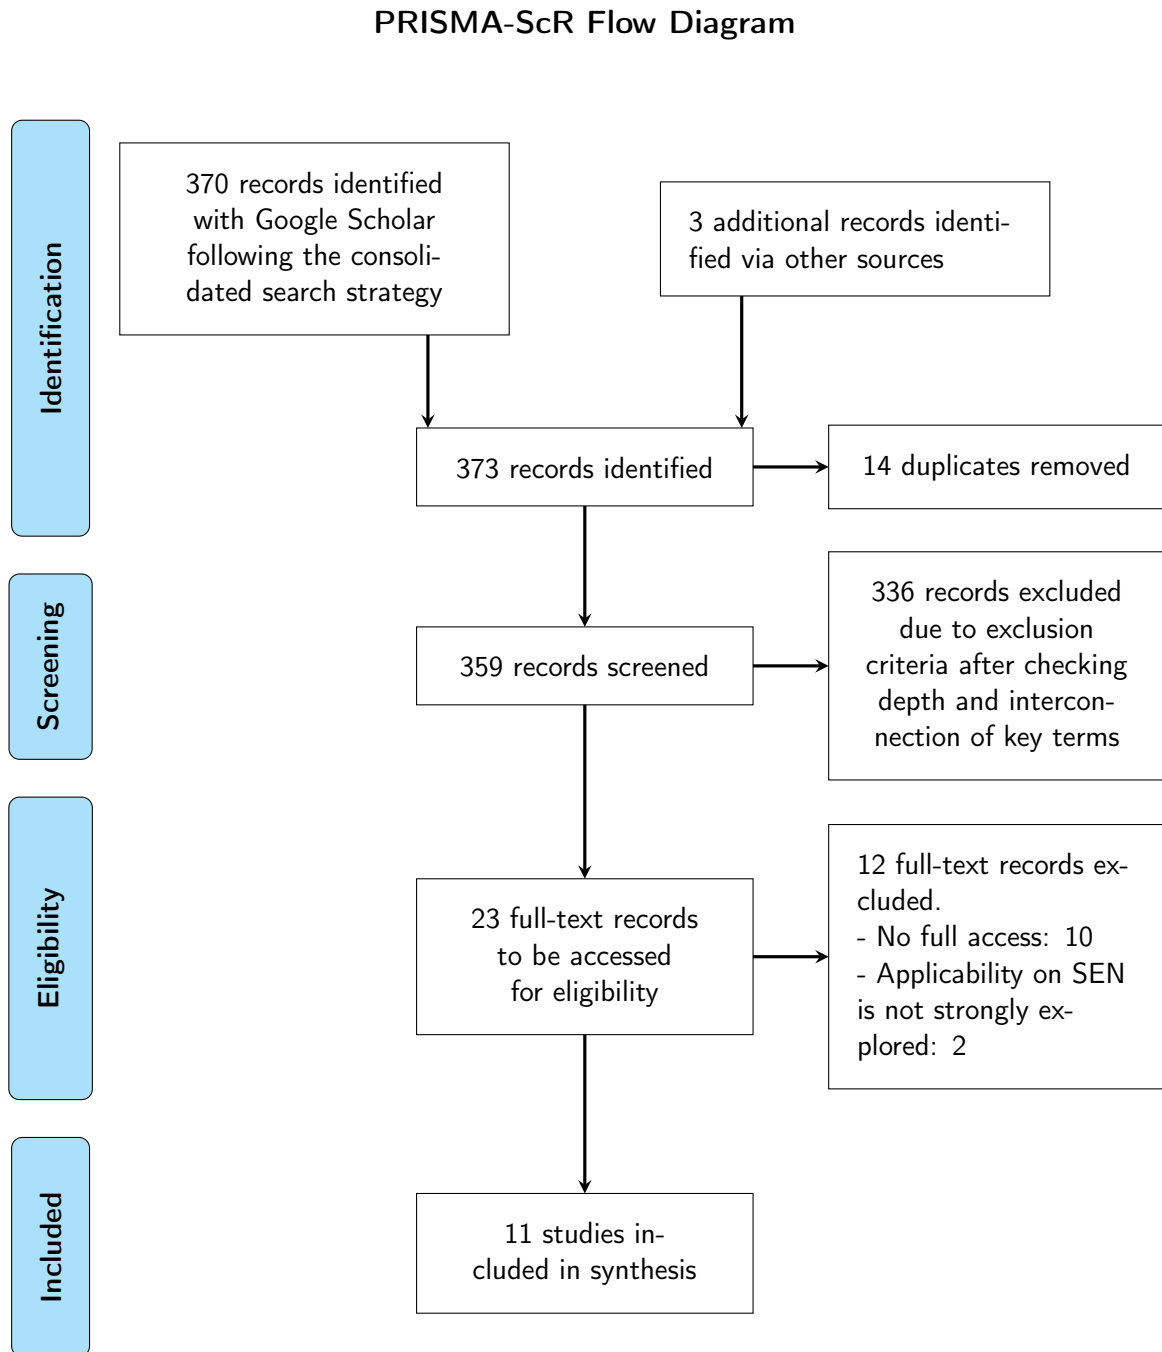 PRISMA-ScR Flow Diagram
Identification
370 records identified
with Google Scholar
following the consoli-
dated search strategy
3 additional records identi-
fied via other sources
373 records identified
14 duplicates removed
Screening
359 records screened
336 records excluded
due to exclusion
criteria after checking
depth and intercon-
nection of key terms
Eligibility
23 full-text records
to be accessed
for eligibility
12 full-text records ex-
cluded.
- No full access: 10
- Applicability on SEN
is not strongly ex-
plored: 2
Included
11 studies in-
cluded in synthesis